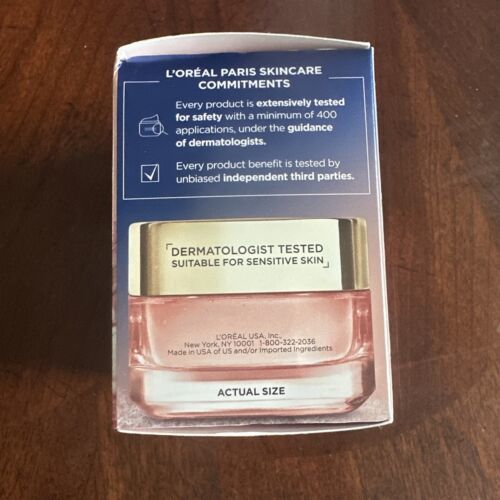 L'ORÉAL PARIS SKINCARE
COMMITMENTS
Every product is extensively tested
for safety with a minimum of 400
applications, under the guidance
of dermatologists.
Every product benefit is tested by
unbiased independent third parties.
DERMATOLOGIST TESTED
SUITABLE FOR SENSITIVE SKIN
L'ORÉAL USA, Inc.,
New York, NY 10001 1-800-322-2036
Made in USA of US and/or Imported Ingredients
ACTUAL SIZE